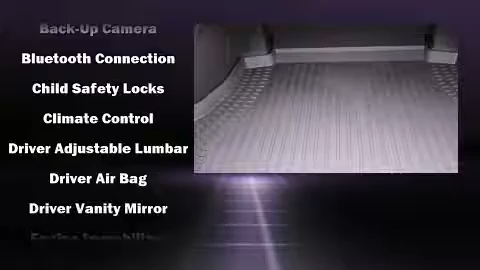 Back-Up Camera
Bluetooth Connection
Child Safety Locks
Climate Control
Driver Adjustable Lumbar
Driver Air Bag
Driver Vanity Mirror